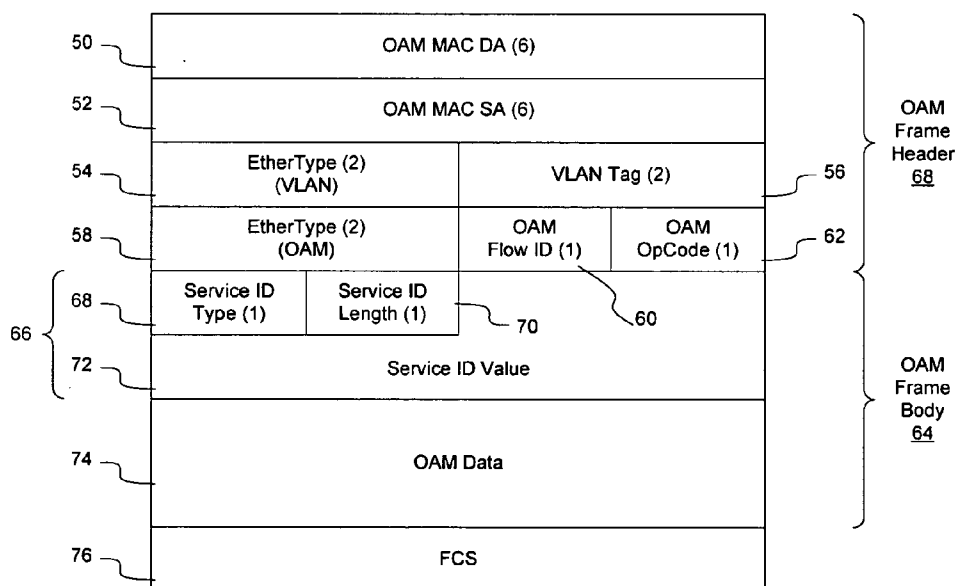 50
OAM MAC DA (6)
52
OAM MAC SA (6)
OAM
Frame
Header
68
54
EtherType (2)
(VLAN)
VLAN Tag (2)
56
58
EtherType (2)
(OAM)
OAM
Flow ID (1)
OAM
OpCode (1)
62
66
68
Service ID
Type (1)
Service ID
Length (1)
70
60
72
Service ID Value
OAM
Frame
Body
64
74
OAM Data
76
FCS